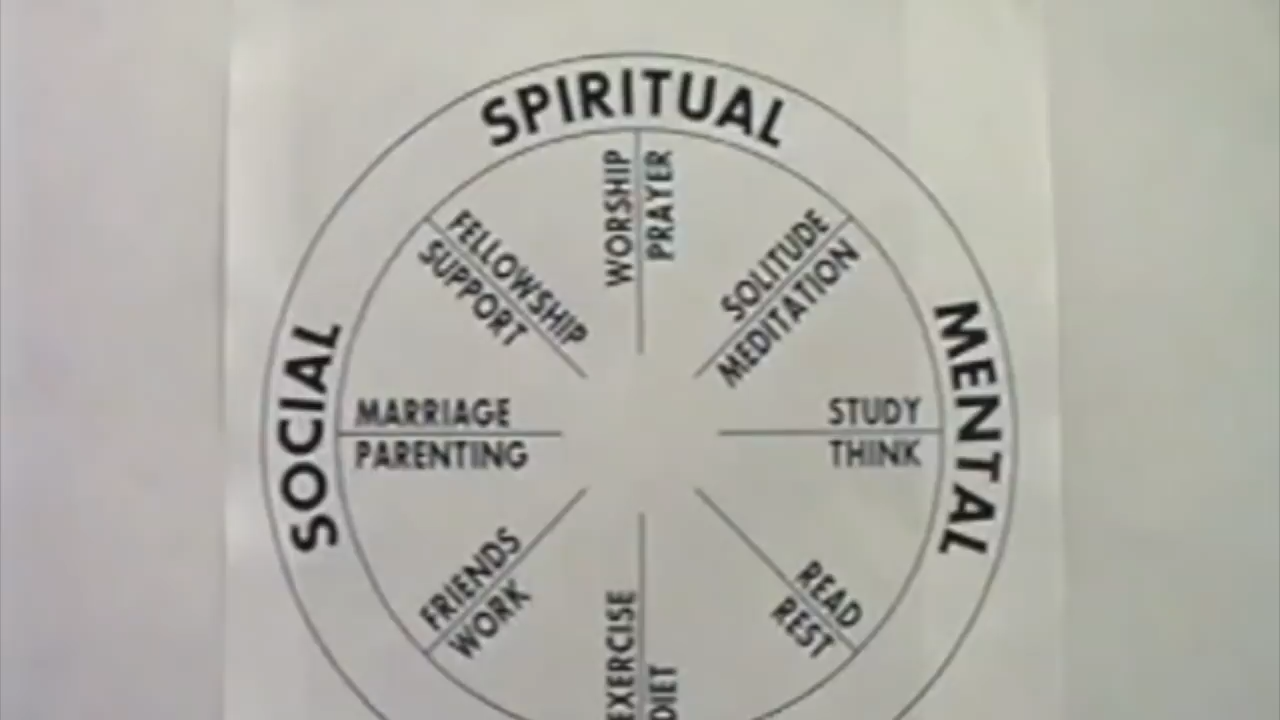 SPIRITUAL
WORSHIP
PRAYER
FELLOWSHIP
SUPPORT
SOLITUDE
MEDITATION
SOCIAL
MENTAL
MARRIAGE
PARENTING
STUDY
THINK
FRIENDS
WORK
READ
REST
EXERCISE
DIET